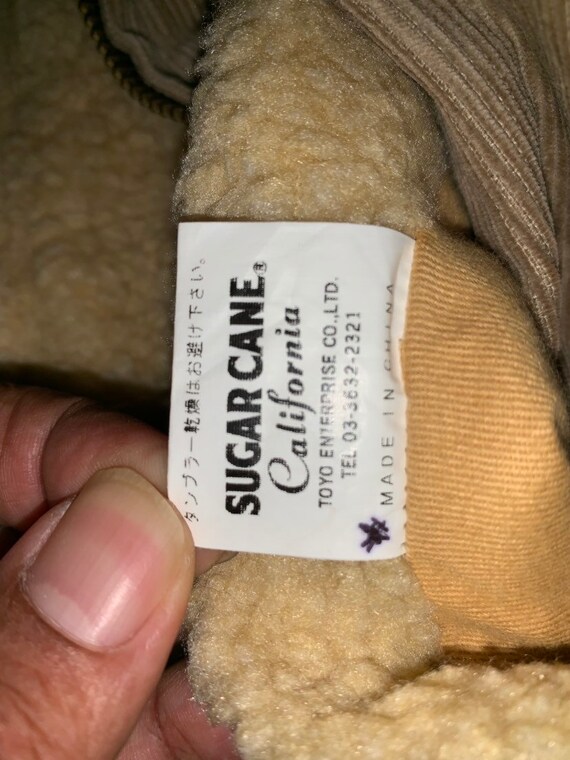 タンブラー乾燥はお避け下さい。
SUGAR CANE®
California
TOYO ENTERPRISE CO.,LTD.
TEL 03-3632-2321
MADE IN CHINA